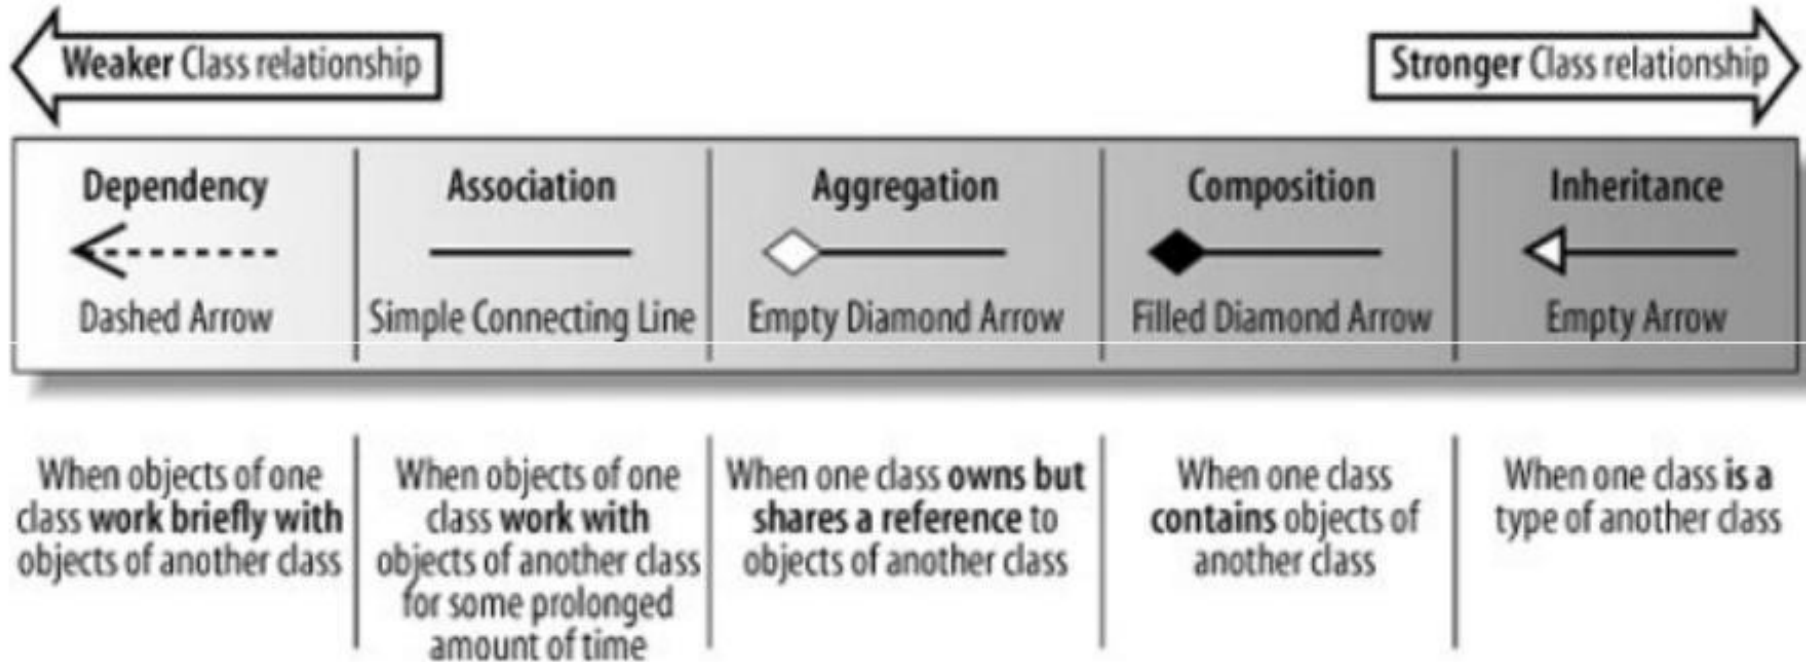 Weaker Class relationship
Stronger Class relationship
Dependency
Dashed Arrow
Association
Simple Connecting Line
Aggregation
Empty Diamond Arrow
Composition
Filled Diamond Arrow
Inheritance
Empty Arrow
When objects of one
class work briefly with
objects of another class
When objects of one
class work with
objects of another class
for some prolonged
amount of time
When one class owns but
shares a reference to
objects of another class
When one class
contains objects of
another class
When one class is a
type of another class